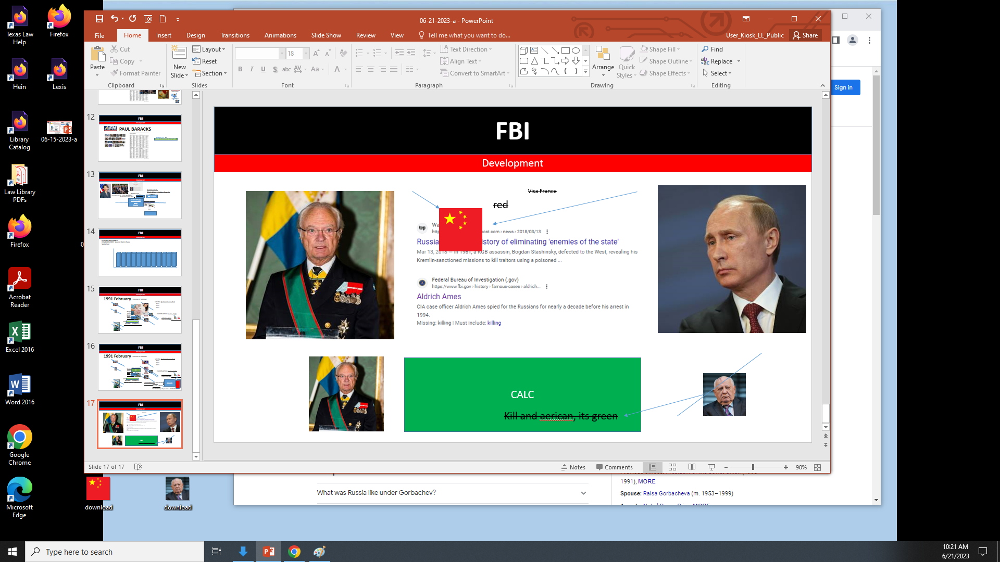 Texas Law
Help
Firefox
Hein
Lexis
Library
Catalog
06-15-2023-a
Law Library
PDFs
Firefox
Acrobat
Reader
Excel 2016
Word 2016
Google
Chrome
Microsoft
Edge
download
download
06-21-2023-a - PowerPoint
File
Home
Insert
Design
Transitions
Animations
Slide Show
Review
View
Tell me what you want to do...
User_Kiosk_LL_Public
Share
Paste
Cut
Copy
Format Painter
Clipboard
New
Slide
Layout
Reset
Section
Slides
18
B I U S abc AV Aa A
Font
Text Direction
Align Text
Convert to SmartArt
Paragraph
Arrange
Quick
Styles
Shape Fill
Shape Outline
Shape Effects
Drawing
Find
Replace
Select
Editing
Sign in
12
FBI
AFN PAUL BARACKS
13
FBI
14
FBI
15
FBI
1991 February
16
FBI
1991 February
17
FBI
FBI
Development
Visa France
red
wp
Wa
http
ost.com › news › 2018/03/13
Russia
istory of eliminating 'enemies of the state'
Mar 13, 2018 — In 1961, a KGB assassin, Bogdan Stashinsky, defected to the West, revealing his
Kremlin-sanctioned missions to kill traitors using a poisoned ...
Federal Bureau of Investigation (.gov)
https://www.fbi.gov › history › famous-cases › aldrich...
Aldrich Ames
CIA case officer Aldrich Ames spied for the Russians for nearly a decade before his arrest in
1994.
Missing: killing | Must include: killing
CALC
Kill and aerican, its green
Slide 17 of 17
Notes
Comments
90%
1991), MORE
What was Russia like under Gorbachev?
Spouse: Raisa Gorbacheva (m. 1953–1999)
Type here to search
10:21 AM
6/21/2023